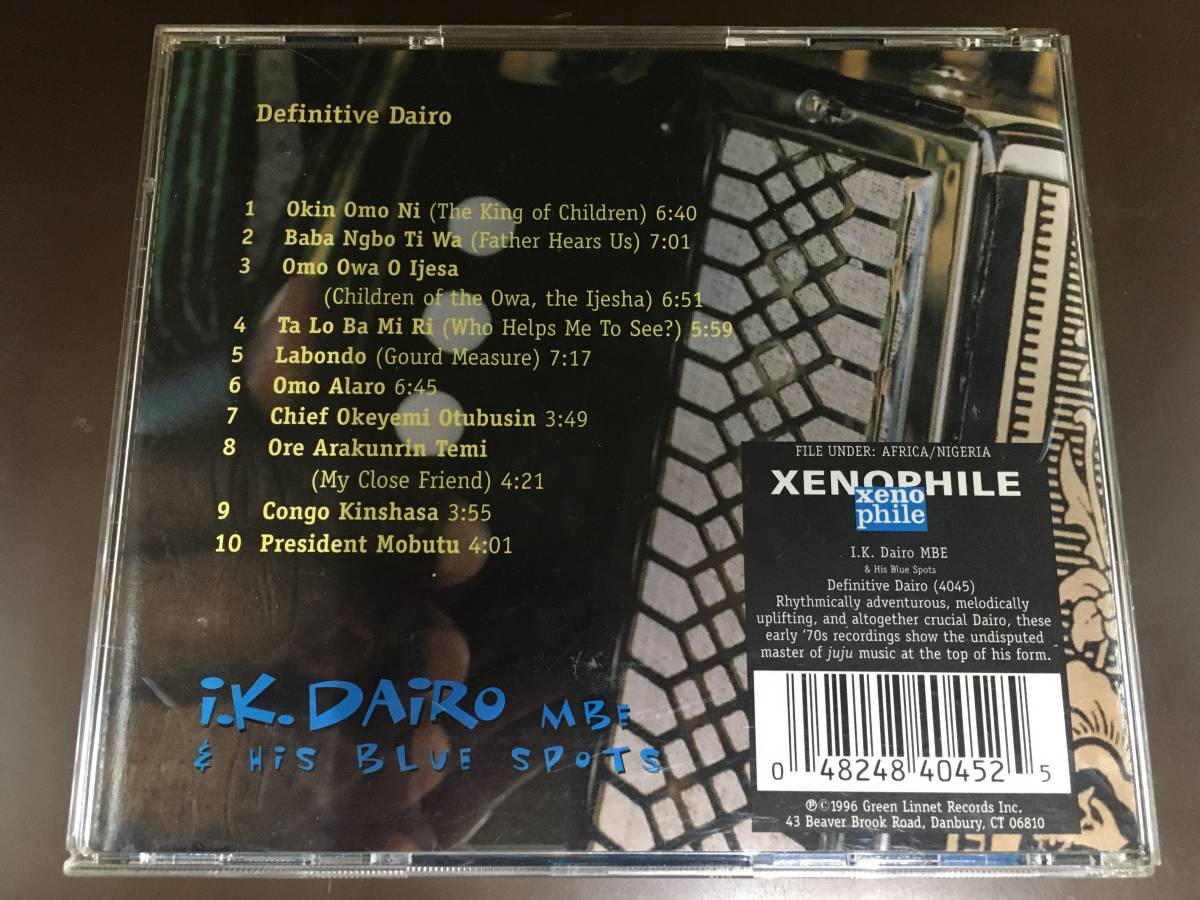 Definitive Dairo
1 Okin Omo Ni (The King of Children) 6:40
2 Baba Ngbo Ti Wa (Father Hears Us) 7:01
3 Omo Owa O Ijesa
(Children of the Owa, the Ijesha) 6:51
4 Ta Lo Ba Mi Ri (Who Helps Me To See?) 5:59
5 Labondo (Gourd Measure) 7:17
6 Omo Alaro 6:45
7 Chief Okeyemi Otubusin 3:49
8 Ore Arakunrin Temi
(My Close Friend) 4:21
9 Congo Kinshasa 3:55
10 President Mobutu 4:01
i.K. DAiRO MBE
& HiS BLUE SPOTS
FILE UNDER: AFRICA/NIGERIA
XENOPHILE
xeno
phile
I.K. Dairo MBE
& His Blue Spots
Definitive Dairo (4045)
Rhythmically adventurous, melodically
uplifting, and altogether crucial Dairo, these
early '70s recordings show the undisputed
master of juju music at the top of his form.
0 48248 40452 5
℗©1996 Green Linnet Records Inc.
43 Beaver Brook Road, Danbury, CT 06810